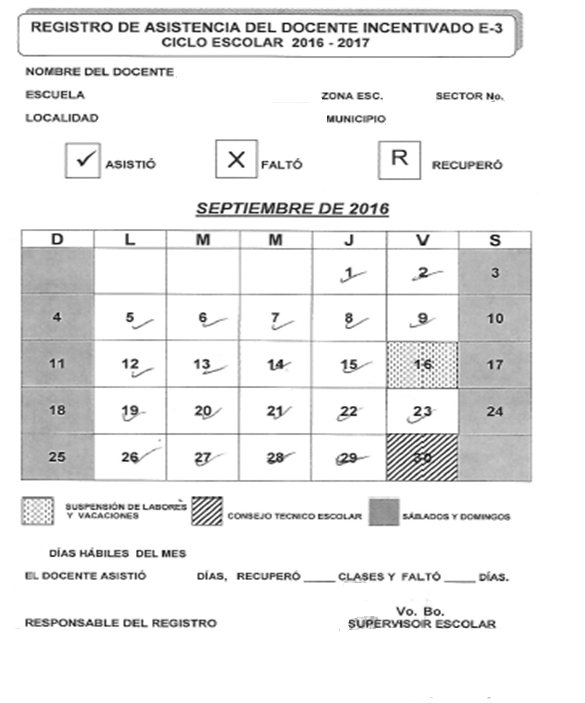 REGISTRO DE ASISTENCIA DEL DOCENTE INCENTIVADO E-3
CICLO ESCOLAR 2016 - 2017
NOMBRE DEL DOCENTE
ESCUELA ZONA ESC. SECTOR No.
LOCALIDAD MUNICIPIO
✓ ASISTIÓ X FALTÓ R RECUPERÓ
SEPTIEMBRE DE 2016
D L M M J V S
1 2 3
4 5 6 7 8 9 10
11 12 13 14 15 16 17
18 19 20 21 22 23 24
25 26 27 28 29 30
SUSPENSIÓN DE LABORES
Y VACACIONES CONSEJO TECNICO ESCOLAR SÁBADOS Y DOMINGOS
DÍAS HÁBILES DEL MES
EL DOCENTE ASISTIÓ DÍAS, RECUPERÓ _____ CLASES Y FALTÓ _____ DÍAS.
Vo. Bo.
RESPONSABLE DEL REGISTRO SUPERVISOR ESCOLAR